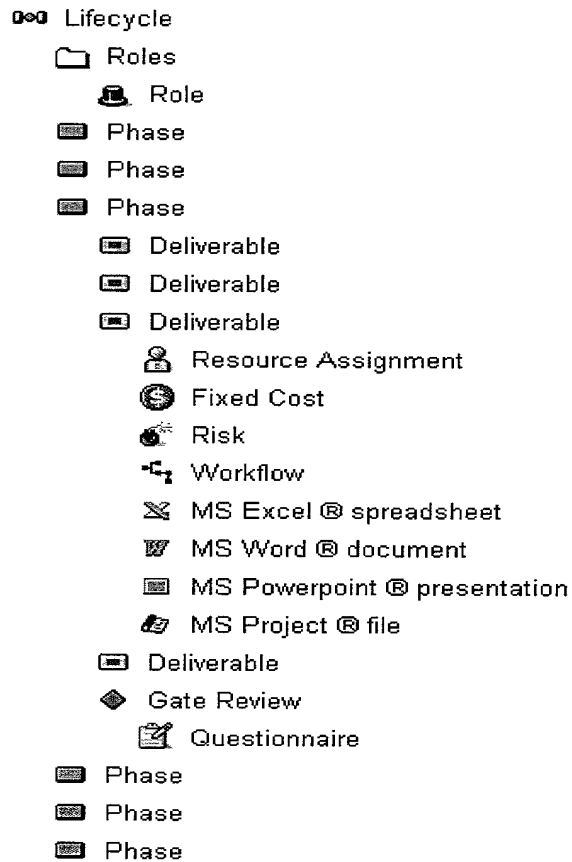 Lifecycle
Roles
Role
Phase
Phase
Phase
Deliverable
Deliverable
Deliverable
Resource Assignment
Fixed Cost
Risk
Workflow
MS Excel ® spreadsheet
MS Word ® document
MS Powerpoint ® presentation
MS Project ® file
Deliverable
Gate Review
Questionnaire
Phase
Phase
Phase